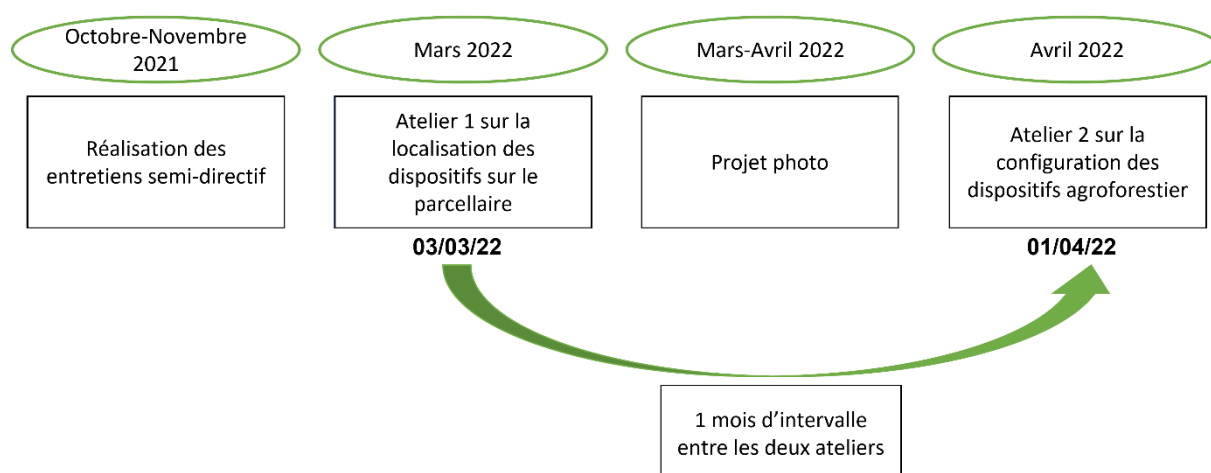 Octobre-Novembre
2021
Mars 2022
Mars-Avril 2022
Avril 2022
Réalisation des
entretiens semi-directif
Atelier 1 sur la
localisation des
dispositifs sur le
parcellaire
Projet photo
Atelier 2 sur la
configuration des
dispositifs agroforestier
03/03/22
01/04/22
1 mois d’intervalle
entre les deux ateliers